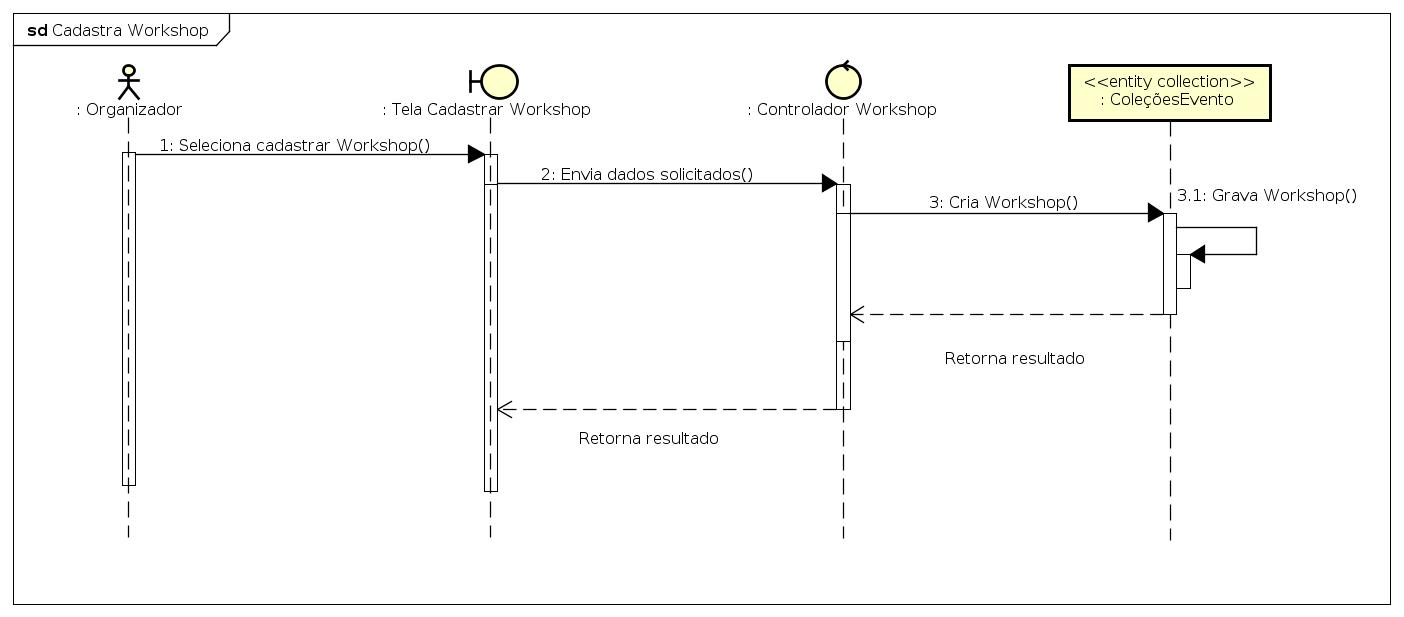 sd Cadastra Workshop
: Organizador
: Tela Cadastrar Workshop
: Controlador Workshop
<<entity collection>>
: ColeçõesEvento
1: Seleciona cadastrar Workshop()
2: Envia dados solicitados()
3: Cria Workshop()
3.1: Grava Workshop()
Retorna resultado
Retorna resultado